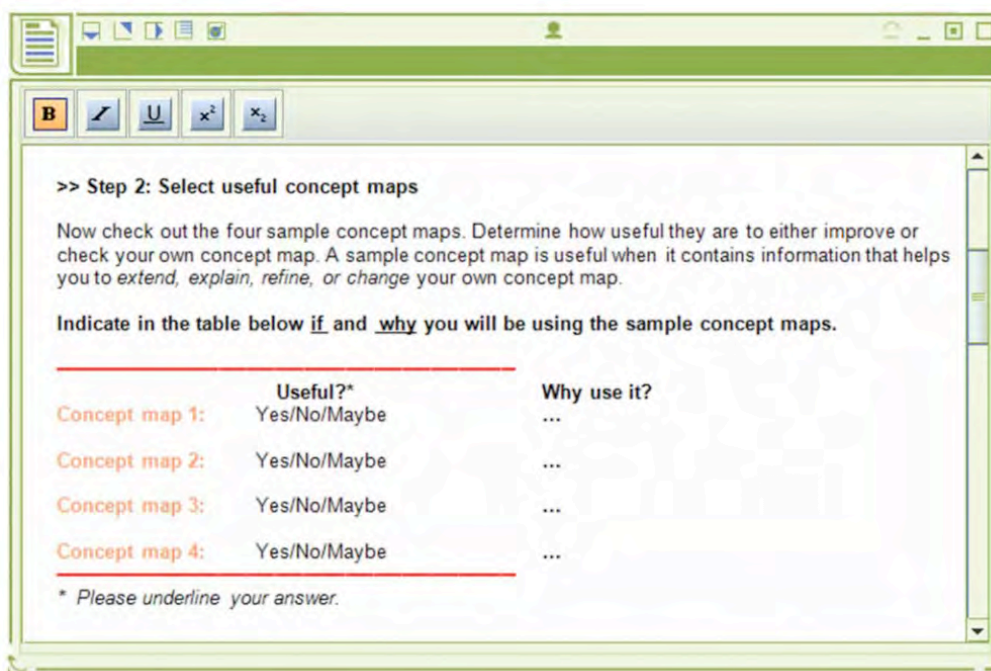 B I U x² x₂
>> Step 2: Select useful concept maps
Now check out the four sample concept maps. Determine how useful they are to either improve or
check your own concept map. A sample concept map is useful when it contains information that helps
you to extend, explain, refine, or change your own concept map.
Indicate in the table below if and why you will be using the sample concept maps.
Useful?* Why use it?
Concept map 1: Yes/No/Maybe ...
Concept map 2: Yes/No/Maybe ...
Concept map 3: Yes/No/Maybe ...
Concept map 4: Yes/No/Maybe ...
* Please underline your answer.